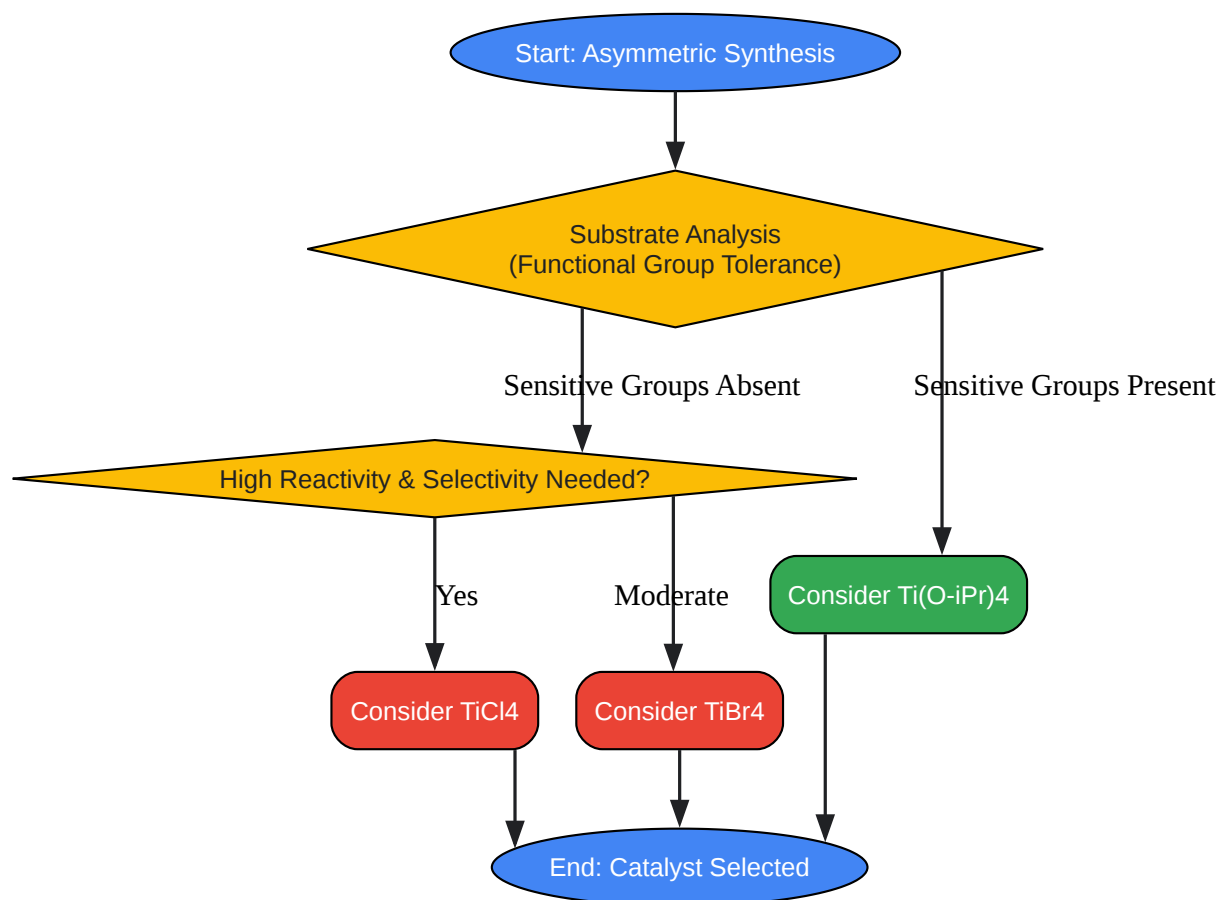 Start: Asymmetric Synthesis
Substrate Analysis
(Functional Group Tolerance)
Sensitive Groups Absent
Sensitive Groups Present
High Reactivity & Selectivity Needed?
Yes
Moderate
Consider Ti(O-iPr)4
Consider TiCl4
Consider TiBr4
End: Catalyst Selected